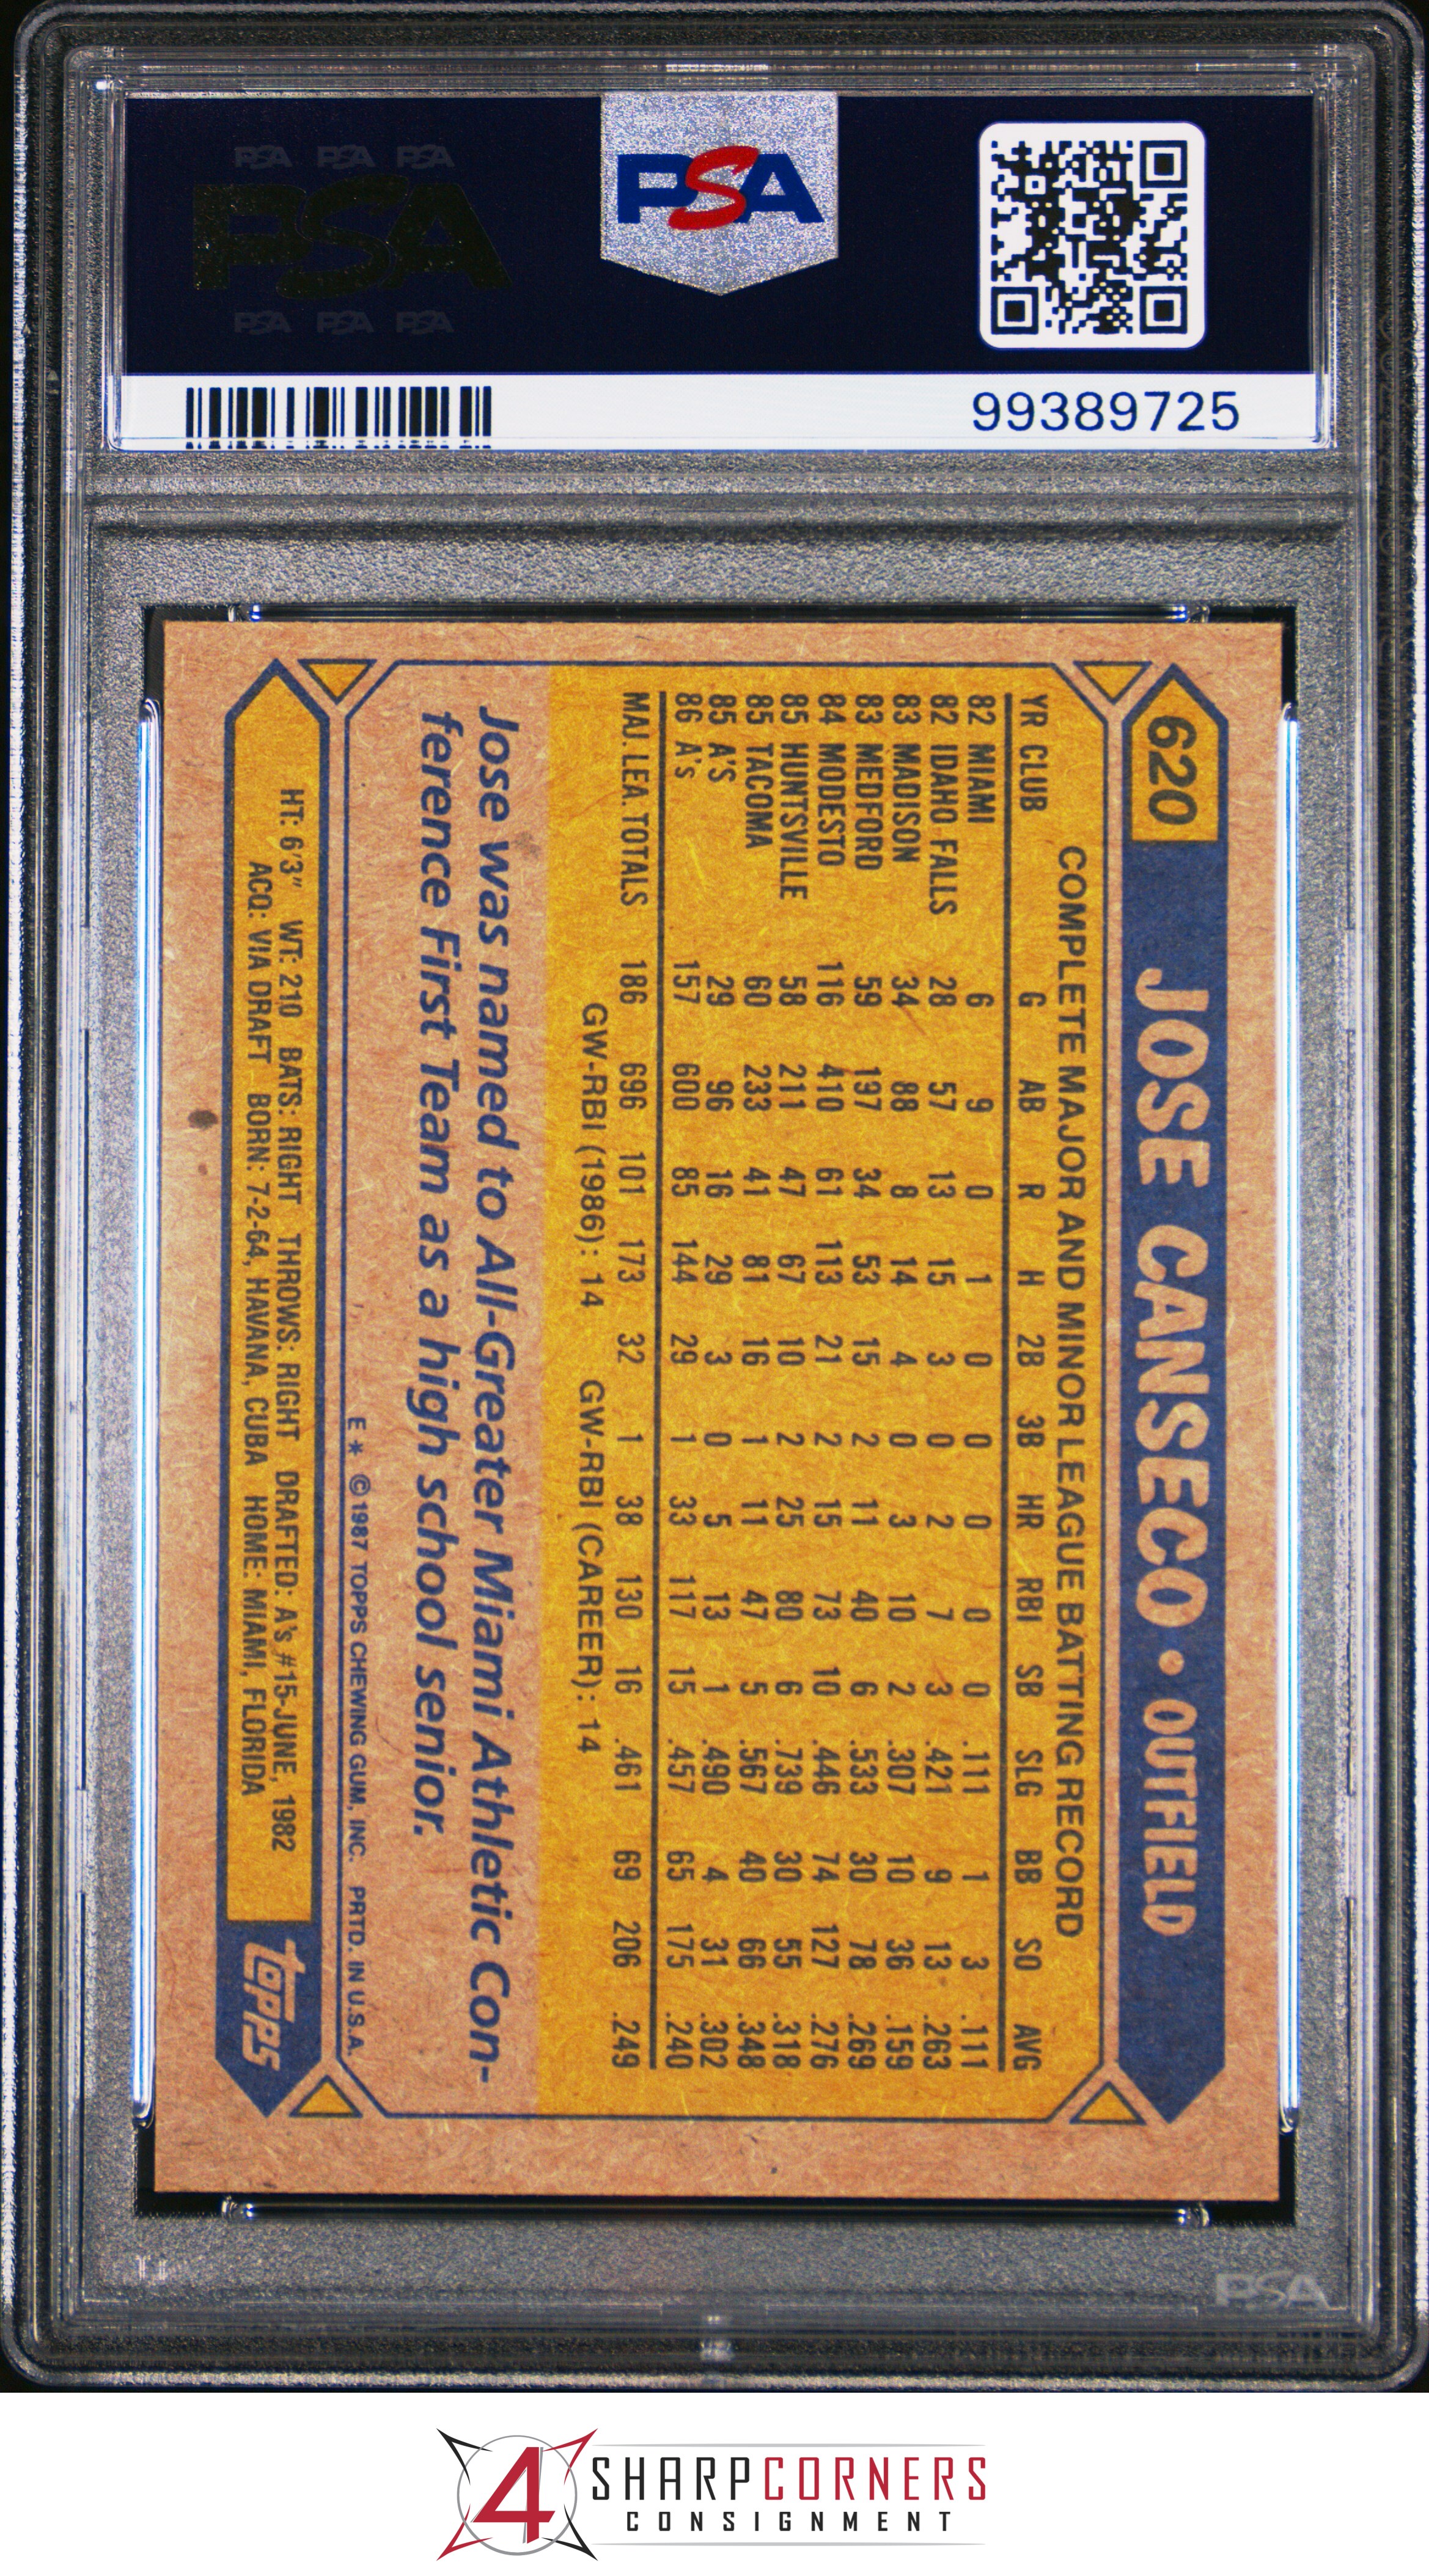 PSA PSA PSA
PSA
PSA PSA PSA
PSA
99389725
620 JOSE CANSECO • OUTFIELD
COMPLETE MAJOR AND MINOR LEAGUE BATTING RECORD
YR CLUB G AB R H 2B 3B HR RBI SB SLG BB SO AVG
82 MIAMI 6 9 0 1 0 0 0 0 0 .111 1 3 .111
82 IDAHO FALLS 28 57 13 15 3 0 2 7 3 .421 9 13 .263
83 MADISON 34 88 8 14 4 0 3 10 2 .307 10 36 .159
83 MEDFORD 59 197 34 53 15 2 11 40 6 .533 30 78 .269
84 MODESTO 116 410 61 113 21 2 15 73 10 .446 74 127 .276
85 HUNTSVILLE 58 211 47 67 10 2 25 80 6 .739 30 55 .318
85 TACOMA 60 233 41 81 16 1 11 47 5 .567 40 66 .348
85 A'S 29 96 16 29 3 0 5 13 1 .490 4 31 .302
86 A's 157 600 85 144 29 1 33 117 15 .457 65 175 .240
MAJ. LEA. TOTALS 186 696 101 173 32 1 38 130 16 .461 69 206 .249
GW-RBI (1986): 14 GW-RBI (CAREER): 14
Jose was named to All-Greater Miami Athletic Con-
ference First Team as a high school senior.
E * © 1987 TOPPS CHEWING GUM, INC. PRTD. IN U.S.A.
HT: 6'3" WT: 210 BATS: RIGHT THROWS: RIGHT DRAFTED: A's #15-JUNE, 1982
ACQ: VIA DRAFT BORN: 7-2-64, HAVANA, CUBA HOME: MIAMI, FLORIDA
topps
PSA
4 SHARPCORNERS
CONSIGNMENT